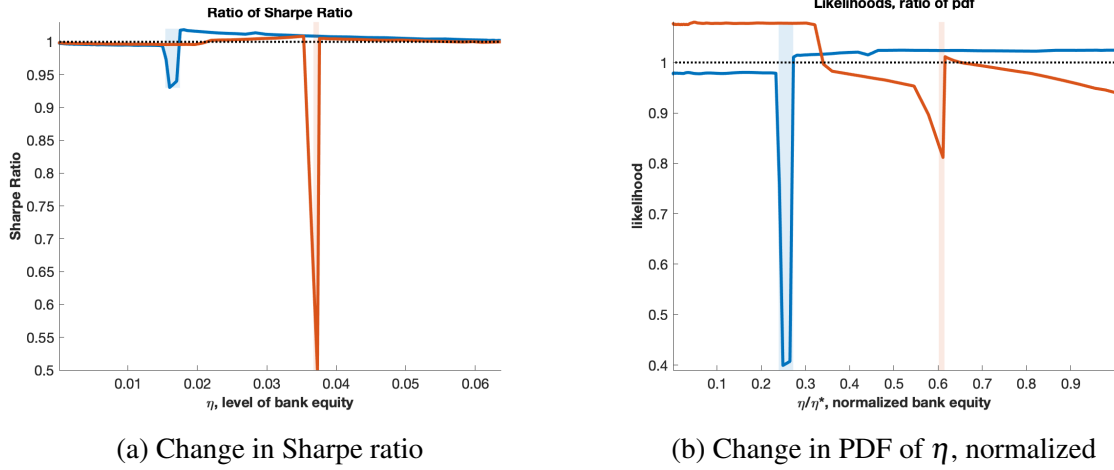 Ratio of Sharpe Ratio
1
0.95
0.9
0.85
0.8
0.75
0.7
0.65
0.6
0.55
0.5
Sharpe Ratio
0.01 0.02 0.03 0.04 0.05 0.06
η, level of bank equity
(a) Change in Sharpe ratio
Likelihoods, ratio of pdf
1
0.9
0.8
0.7
0.6
0.5
0.4
likelihood
0.1 0.2 0.3 0.4 0.5 0.6 0.7 0.8 0.9
η/η*, normalized bank equity
(b) Change in PDF of η, normalized